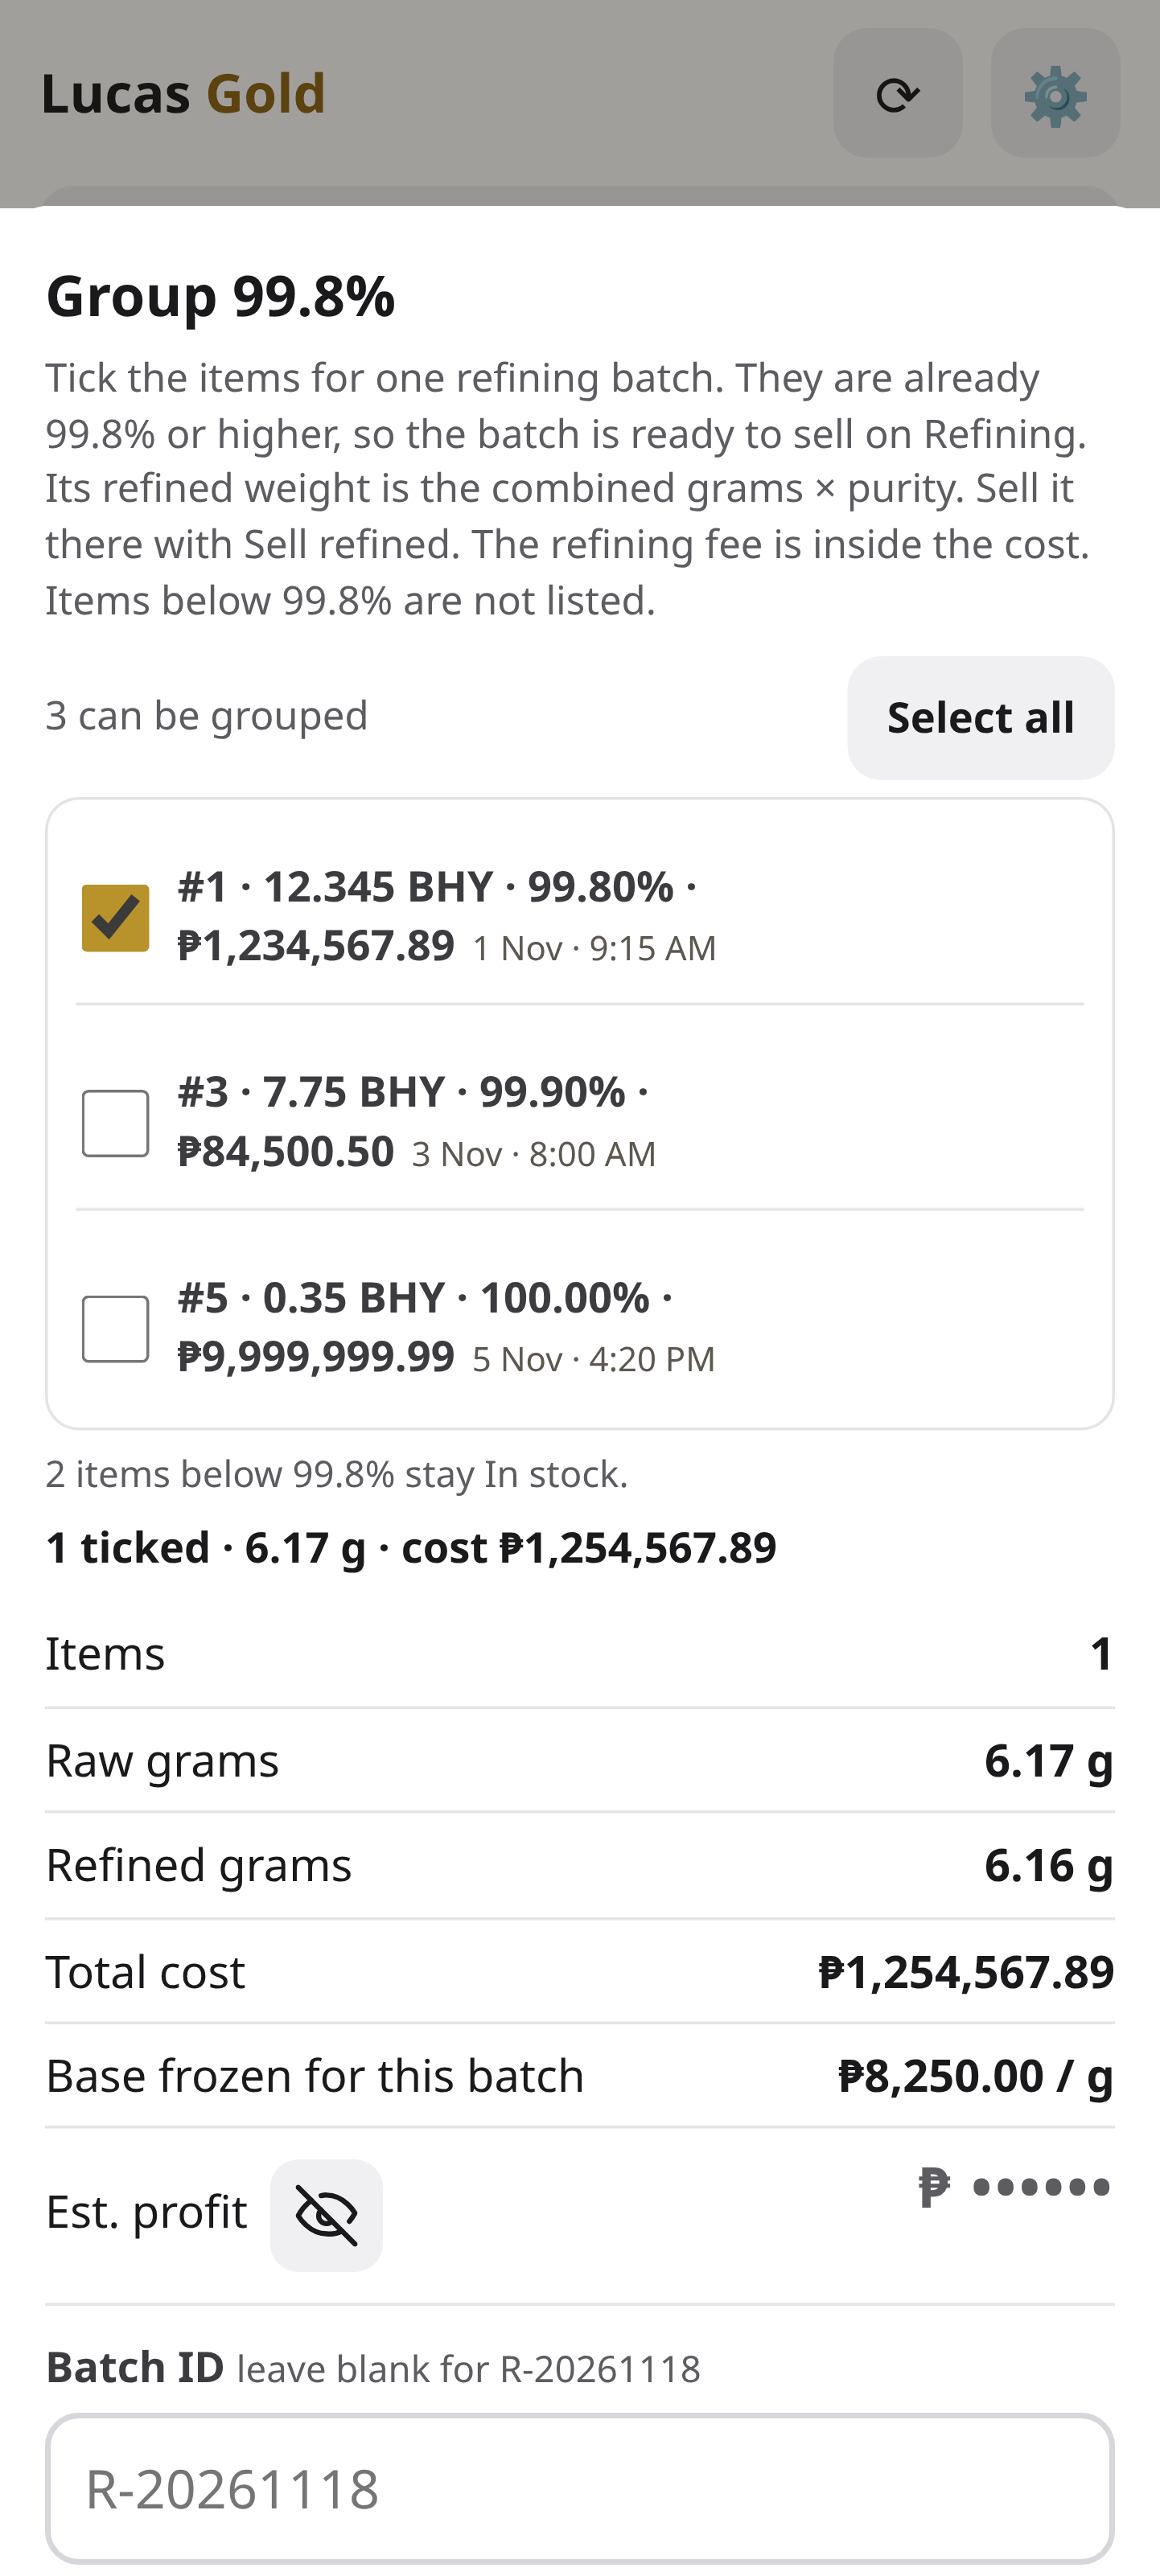 Lucas Gold
Group 99.8%
Tick the items for one refining batch. They are already
99.8% or higher, so the batch is ready to sell on Refining.
Its refined weight is the combined grams × purity. Sell it
there with Sell refined. The refining fee is inside the cost.
Items below 99.8% are not listed.
3 can be grouped
Select all
#1 · 12.345 BHY · 99.80% ·
₱1,234,567.89 1 Nov · 9:15 AM
#3 · 7.75 BHY · 99.90% ·
₱84,500.50 3 Nov · 8:00 AM
#5 · 0.35 BHY · 100.00% ·
₱9,999,999.99 5 Nov · 4:20 PM
2 items below 99.8% stay In stock.
1 ticked · 6.17 g · cost ₱1,254,567.89
Items 1
Raw grams 6.17 g
Refined grams 6.16 g
Total cost ₱1,254,567.89
Base frozen for this batch ₱8,250.00 / g
Est. profit ₱ ••••••
Batch ID leave blank for R-20261118
R-20261118